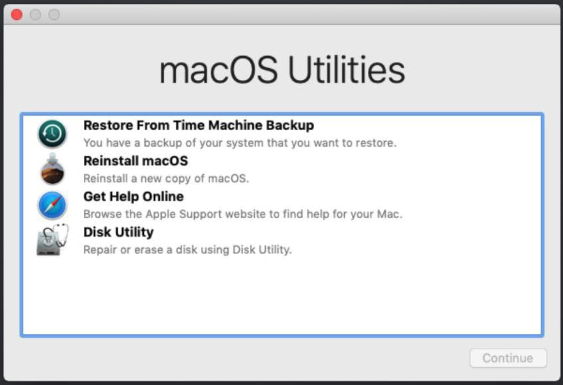 macOS Utilities
Restore From Time Machine Backup
You have a backup of your system that you want to restore.
Reinstall macOS
Reinstall a new copy of macOS.
Get Help Online
Browse the Apple Support website to find help for your Mac.
Disk Utility
Repair or erase a disk using Disk Utility.
Continue